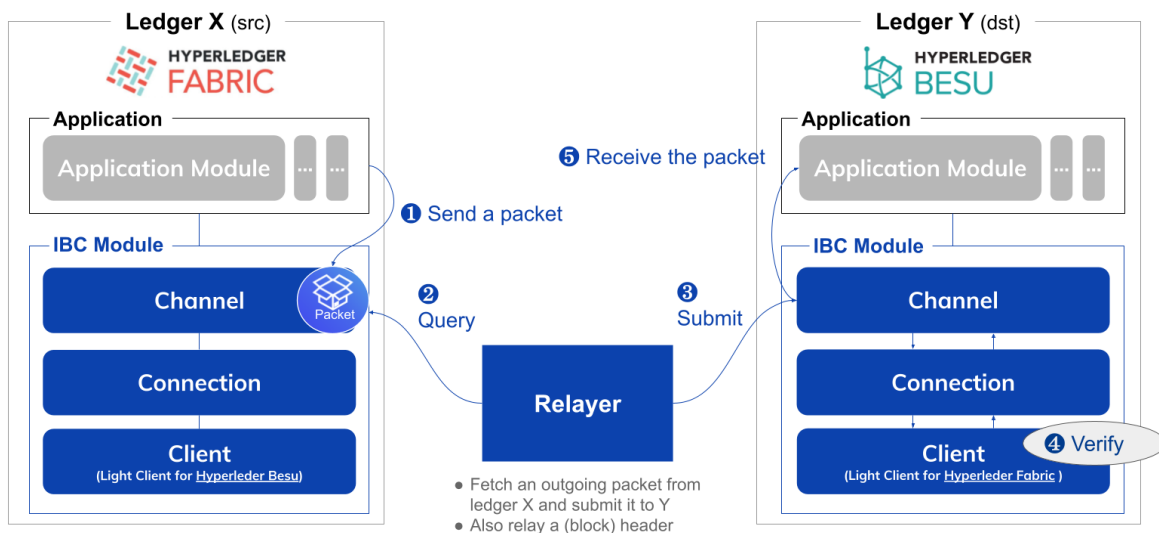 Ledger X (src)
HYPERLEDGER
FABRIC
Application
Application Module
...
...
❶ Send a packet
IBC Module
Channel
Packet
Connection
Client
(Light Client for Hyperleder Besu)
❷
Query
Relayer
• Fetch an outgoing packet from
ledger X and submit it to Y
• Also relay a (block) header
❸
Submit
Ledger Y (dst)
HYPERLEDGER
BESU
Application
Application Module
...
...
❺ Receive the packet
IBC Module
Channel
Connection
Client
(Light Client for Hyperleder Fabric )
❹ Verify